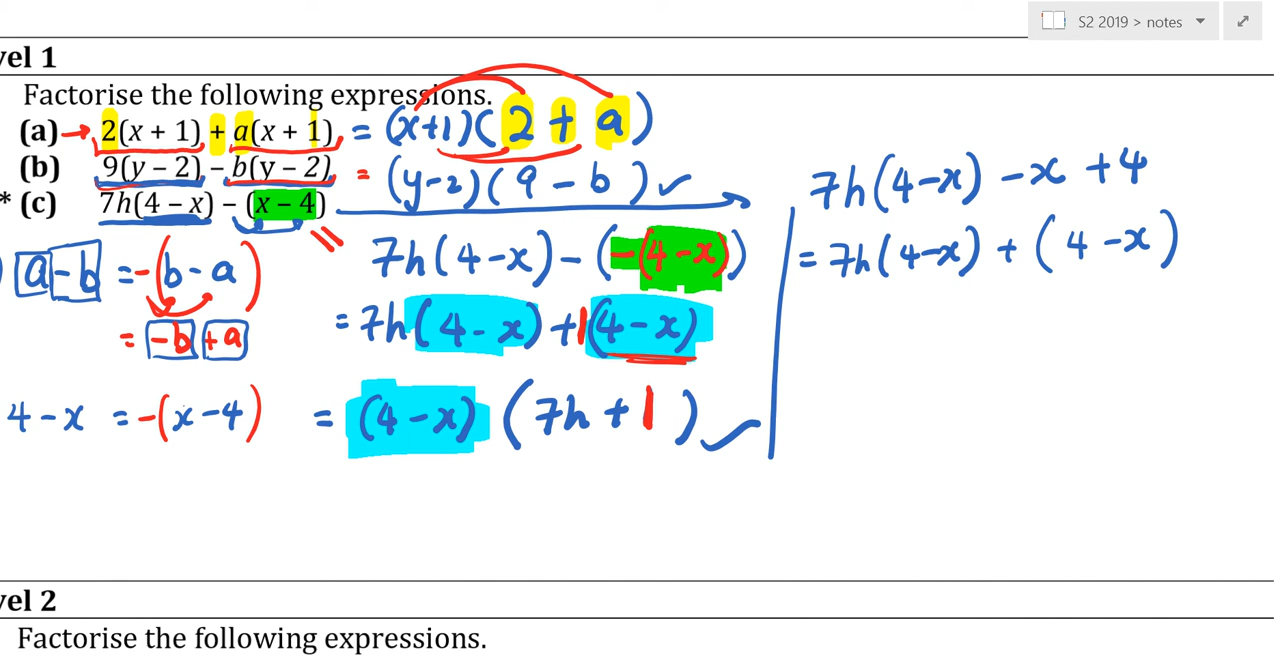 S2 2019 > notes
vel 1
Factorise the following expressions.
(a) → 2(x + 1) + a(x + 1) = (x+1)(2 + a)
(b) 9(y − 2) − b(y − 2) = (y-2)(9 − b) ✓
* (c) 7h(4 − x) − (x − 4)
7h(4-x) − (-(4-x))
= 7h(4-x) + 1(4-x)
= (4-x)(7h + 1) ✓
a - b = -(b - a)
= -b + a
4 - x = -(x - 4)
7h(4-x) - x + 4
= 7h(4-x) + (4 - x)
vel 2
Factorise the following expressions.